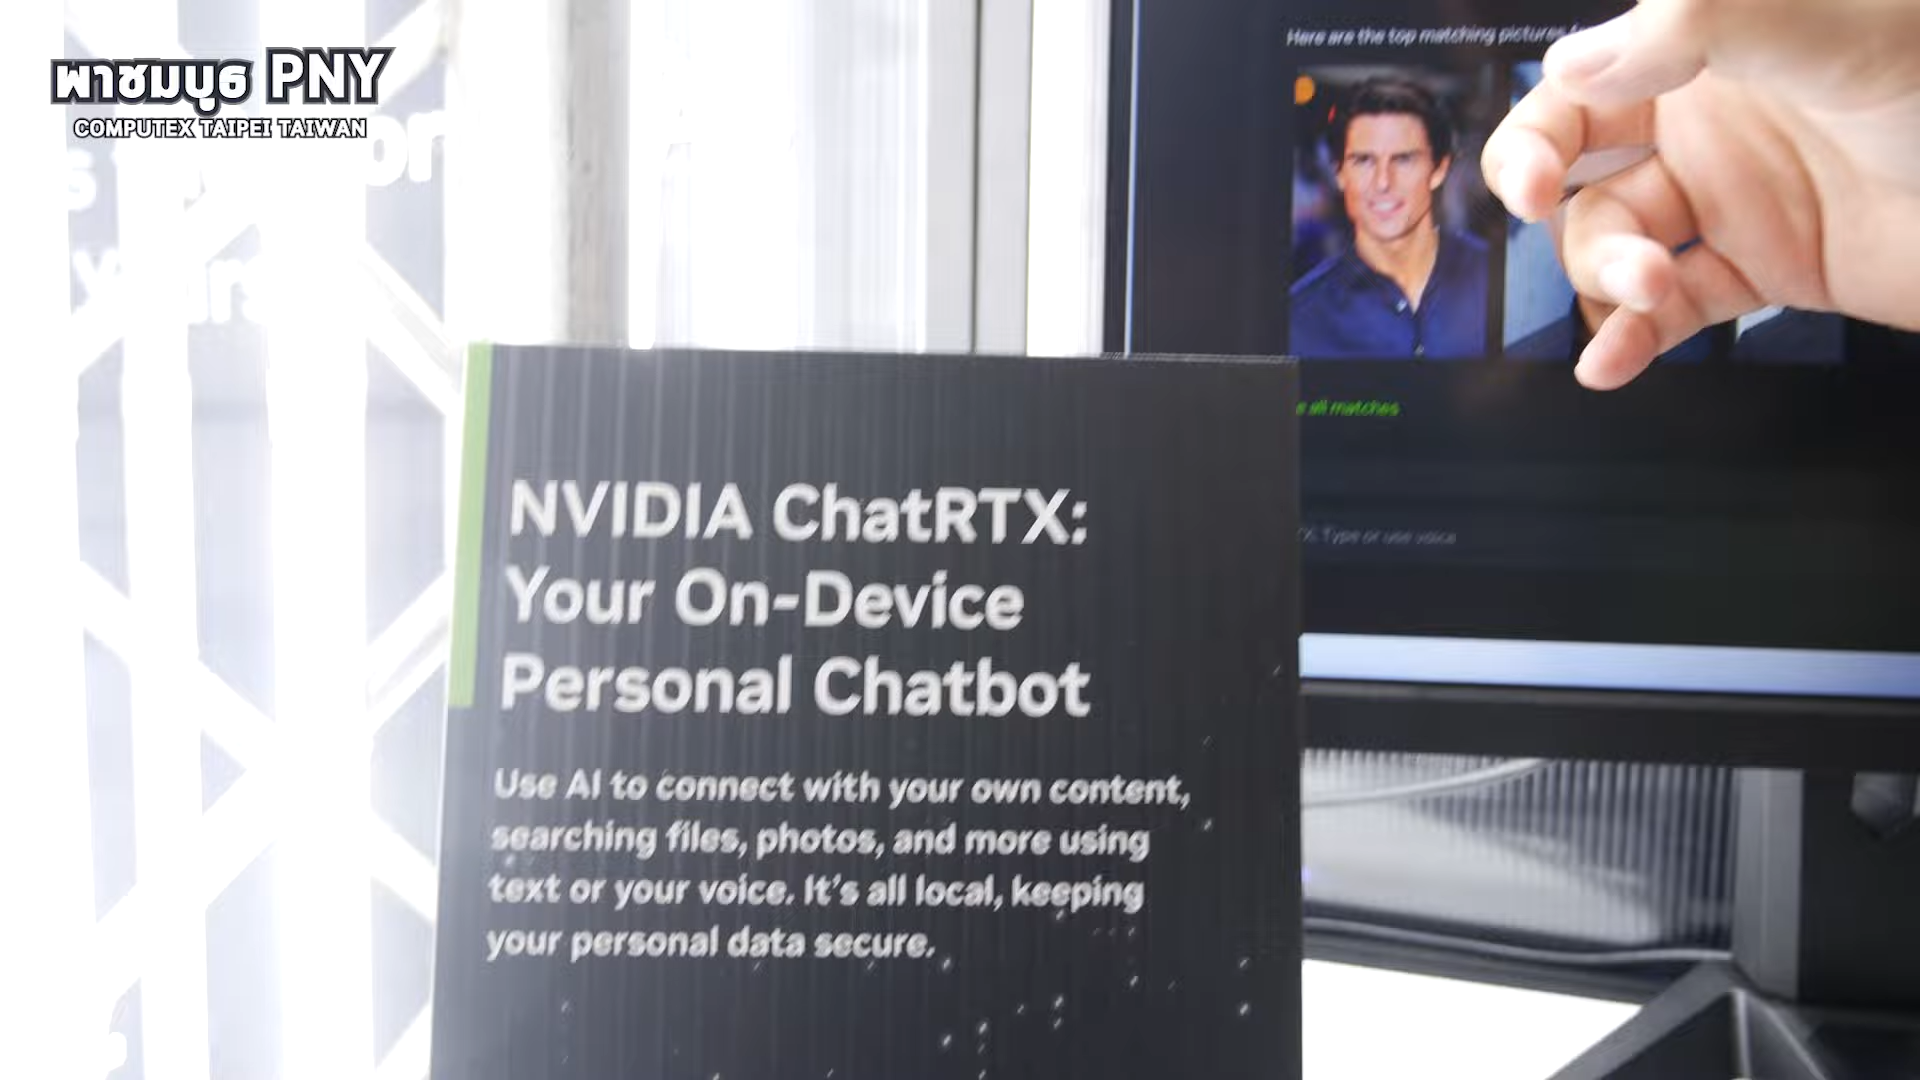 พาชมบูธ PNY
COMPUTEX TAIPEI TAIWAN
Here are the top matching pictures
all matches
Type or use voice
NVIDIA ChatRTX:
Your On-Device
Personal Chatbot
Use AI to connect with your own content,
searching files, photos, and more using
text or your voice. It's all local, keeping
your personal data secure.